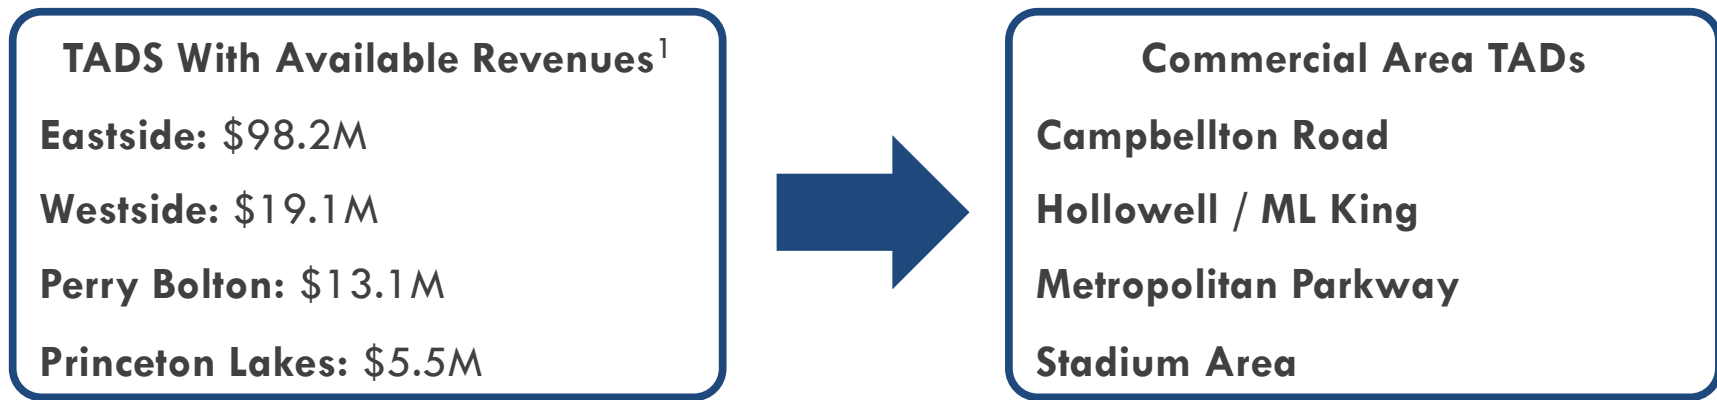 TADS With Available Revenues1
Eastside: $98.2M
Westside: $19.1M
Perry Bolton: $13.1M
Princeton Lakes: $5.5M
Commercial Area TADs
Campbellton Road
Hollowell / ML King
Metropolitan Parkway
Stadium Area